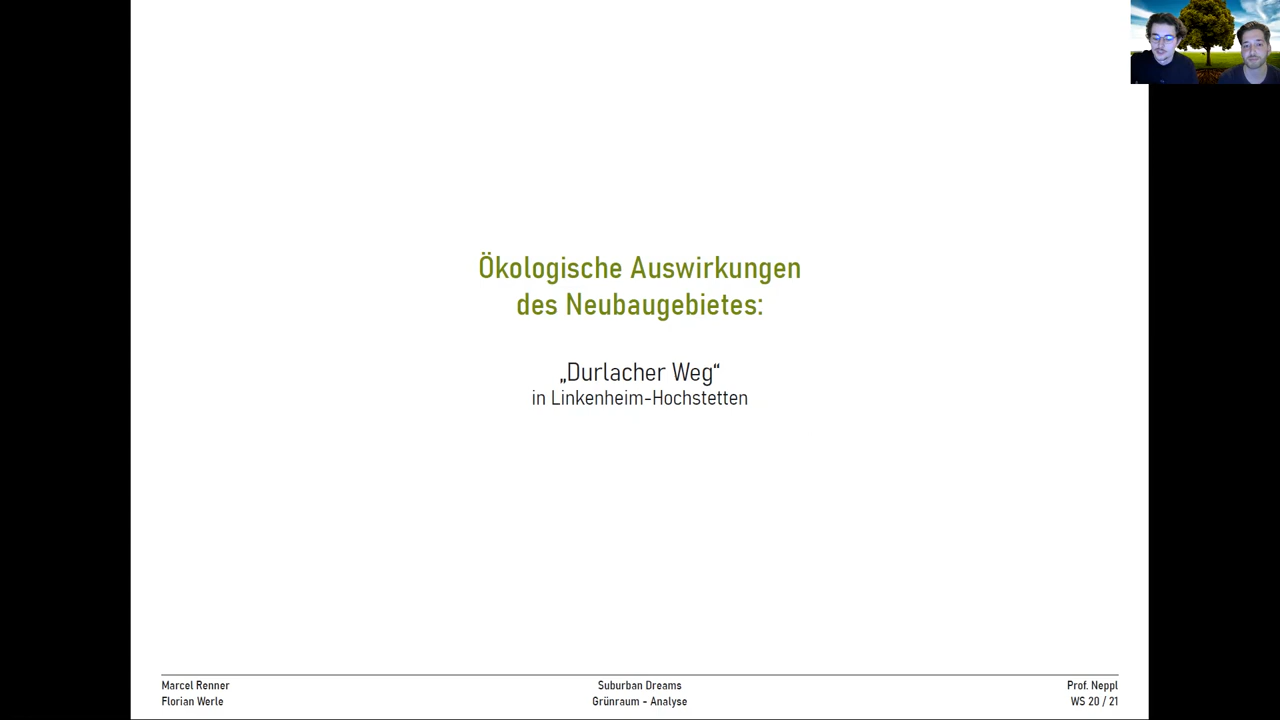 Ökologische Auswirkungen
des Neubaugebietes:
„Durlacher Weg“
in Linkenheim-Hochstetten
Marcel Renner
Florian Werle
Suburban Dreams
Grünraum - Analyse
Prof. Neppl
WS 20 / 21